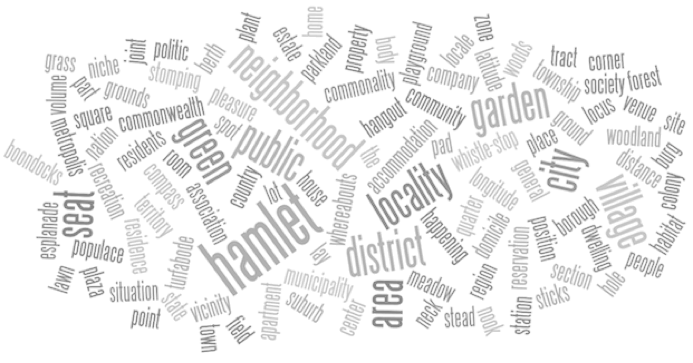 home
plant
estate
parkland
property
body
playground
locale
zone
latitude
woods
tract
corner
society
forest
township
grass
niche
joint
politic
berth
stomping
neighborhood
commonality
company
volume
part
grounds
pleasure
hangout
community
garden
locus
venue
site
metropolis
square
commonwealth
spot
public
the
accommodation
pad
whistle-stop
place
ground
woodland
boondocks
nation
residents
green
room
country
lot
house
locality
general
city
distance
burg
recreation
compass
association
whereabouts
longitude
village
colony
esplanade
seat
territory
hamlet
happening
quarter
domicile
position
borough
dwelling
habitat
populace
residence
turf
abode
lay
district
region
reservation
people
lawn
plaza
situation
state
vicinity
municipality
area
meadow
section
hole
point
town
field
apartment
suburb
center
neck
stead
nook
station
sticks